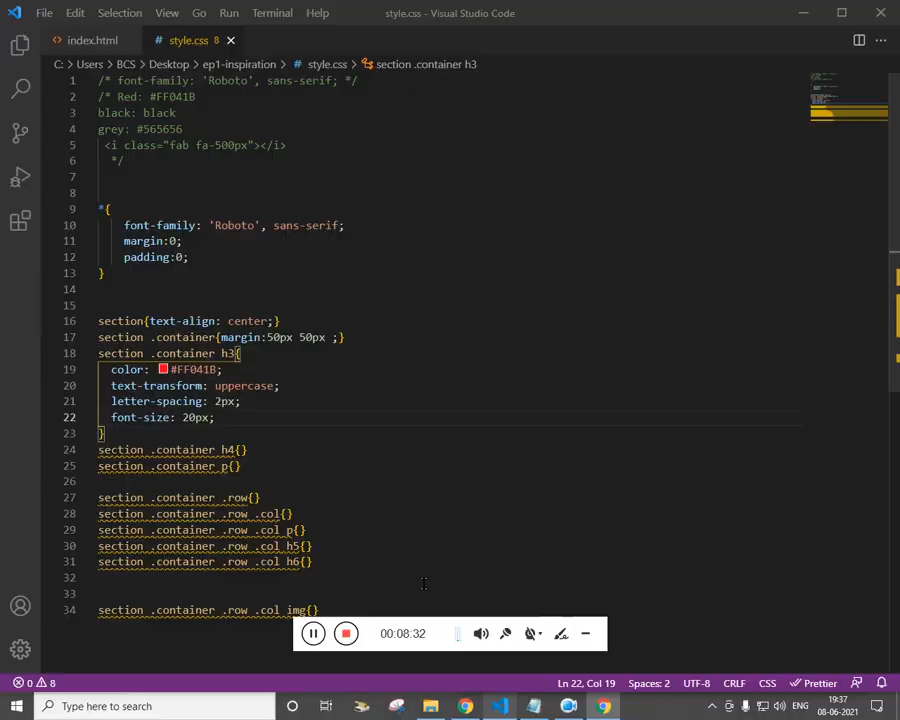 File Edit Selection View Go Run Terminal Help style.css - Visual Studio Code
index.html # style.css 8
C: > Users > BCS > Desktop > ep1-inspiration > # style.css > section .container h3
1 /* font-family: 'Roboto', sans-serif; */
2 /* Red: #FF041B
3 black: black
4 grey: #565656
5 <i class="fab fa-500px"></i>
6 */
7
8
9 *{
10 font-family: 'Roboto', sans-serif;
11 margin:0;
12 padding:0;
13 }
14
15
16 section{text-align: center;}
17 section .container{margin:50px 50px ;}
18 section .container h3{
19 color: #FF041B;
20 text-transform: uppercase;
21 letter-spacing: 2px;
22 font-size: 20px;
23 }
24 section .container h4{}
25 section .container p{}
26
27 section .container .row{}
28 section .container .row .col{}
29 section .container .row .col p{}
30 section .container .row .col h5{}
31 section .container .row .col h6{}
32
33
34 section .container .row .col img{}
00:08:32
0 8 Ln 22, Col 19 Spaces: 2 UTF-8 CRLF CSS Prettier
Type here to search ENG 19:37
08-06-2021